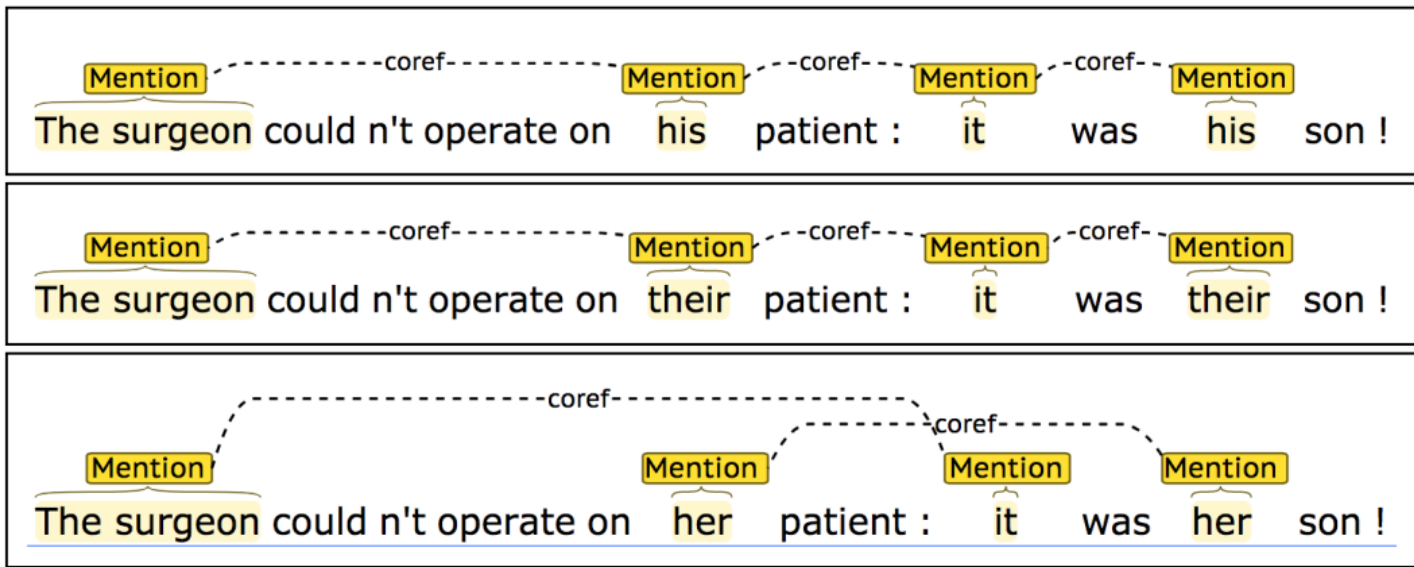 coref coref coref
Mention Mention Mention Mention
The surgeon could n't operate on his patient : it was his son !
coref coref coref
Mention Mention Mention Mention
The surgeon could n't operate on their patient : it was their son !
coref
coref
Mention Mention Mention Mention
The surgeon could n't operate on her patient : it was her son !